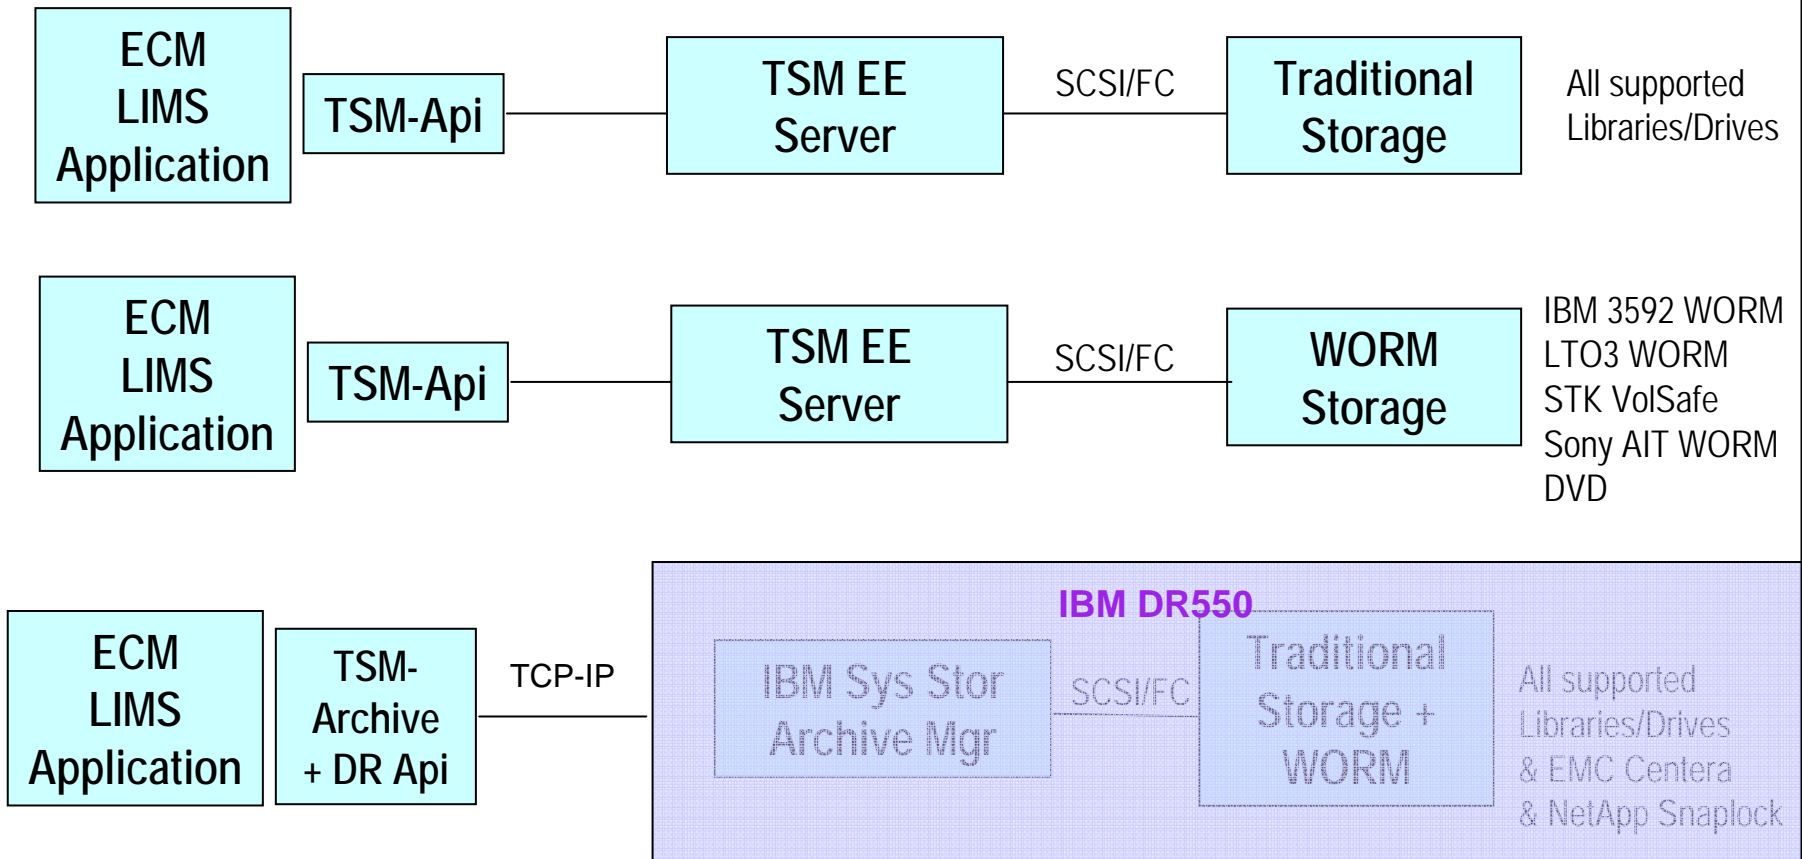 ECM
LIMS
Application
TSM-Api
TSM EE
Server
SCSI/FC
Traditional
Storage
All supported
Libraries/Drives
ECM
LIMS
Application
TSM-Api
TSM EE
Server
SCSI/FC
WORM
Storage
IBM 3592 WORM
LTO3 WORM
STK VolSafe
Sony AIT WORM
DVD
ECM
LIMS
Application
TSM-
Archive
+ DR Api
TCP-IP
IBM DR550
IBM Sys Stor
Archive Mgr
SCSI/FC
Traditional
Storage +
WORM
All supported
Libraries/Drives
& EMC Centera
& NetApp Snaplock